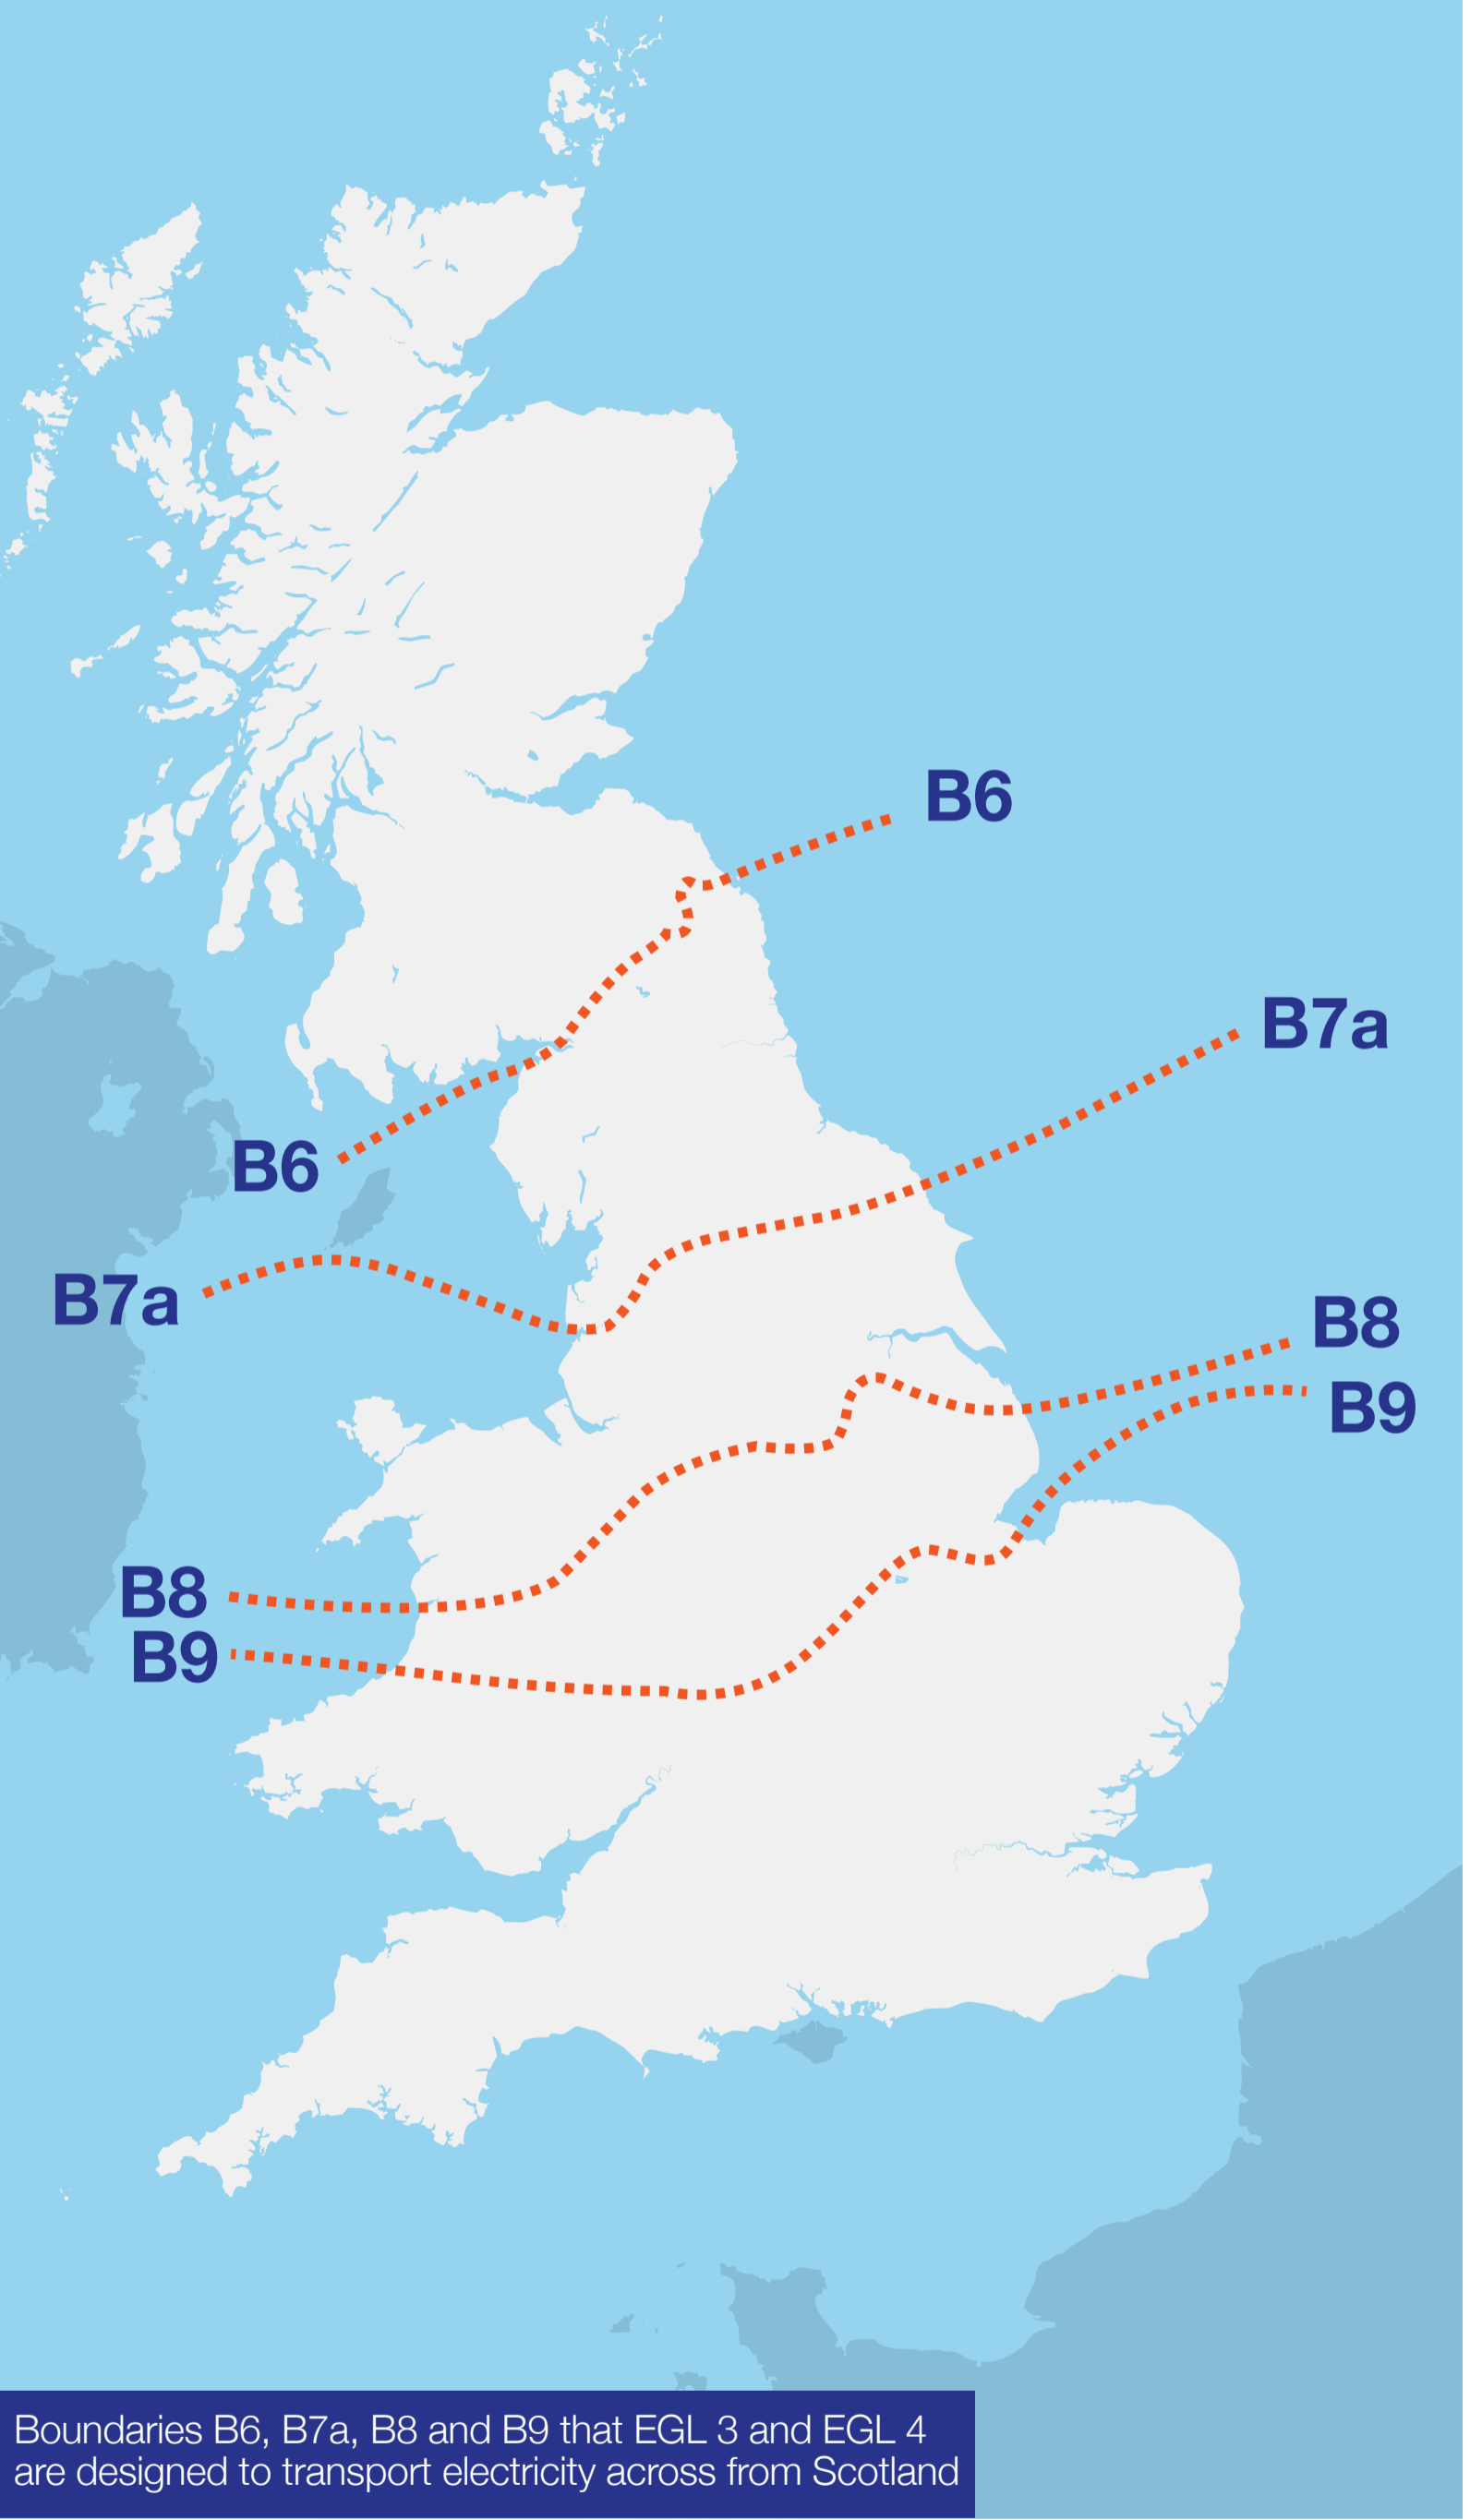 B6
B7a
B6
B7a
B8
B9
B8
B9
Boundaries B6, B7a, B8 and B9 that EGL 3 and EGL 4
are designed to transport electricity across from Scotland